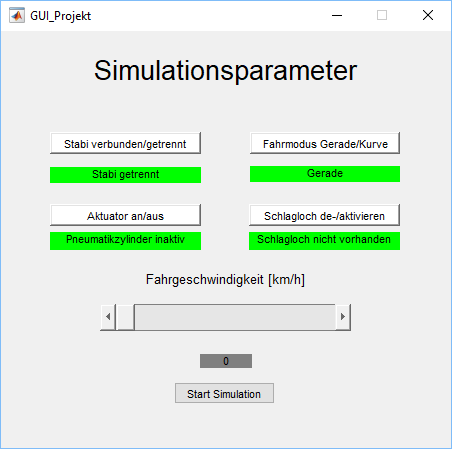 GUI_Projekt
Simulationsparameter
Stabi verbunden/getrennt
Fahrmodus Gerade/Kurve
Stabi getrennt
Gerade
Aktuator an/aus
Schlagloch de-/aktivieren
Pneumatikzylinder inaktiv
Schlagloch nicht vorhanden
Fahrgeschwindigkeit [km/h]
0
Start Simulation